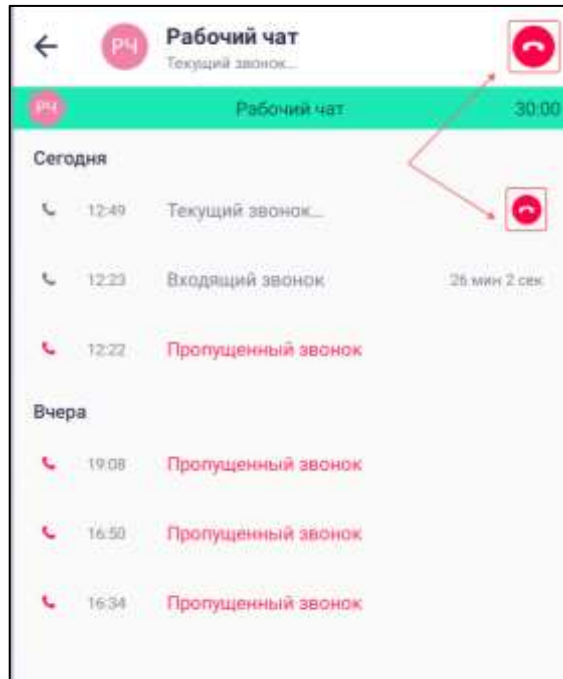 РЧ Рабочий чат
Текущий звонок...
РЧ Рабочий чат 30:00
Сегодня
12:49 Текущий звонок...
12:23 Входящий звонок 26 мин 2 сек
12:22 Пропущенный звонок
Вчера
19:08 Пропущенный звонок
16:50 Пропущенный звонок
16:34 Пропущенный звонок